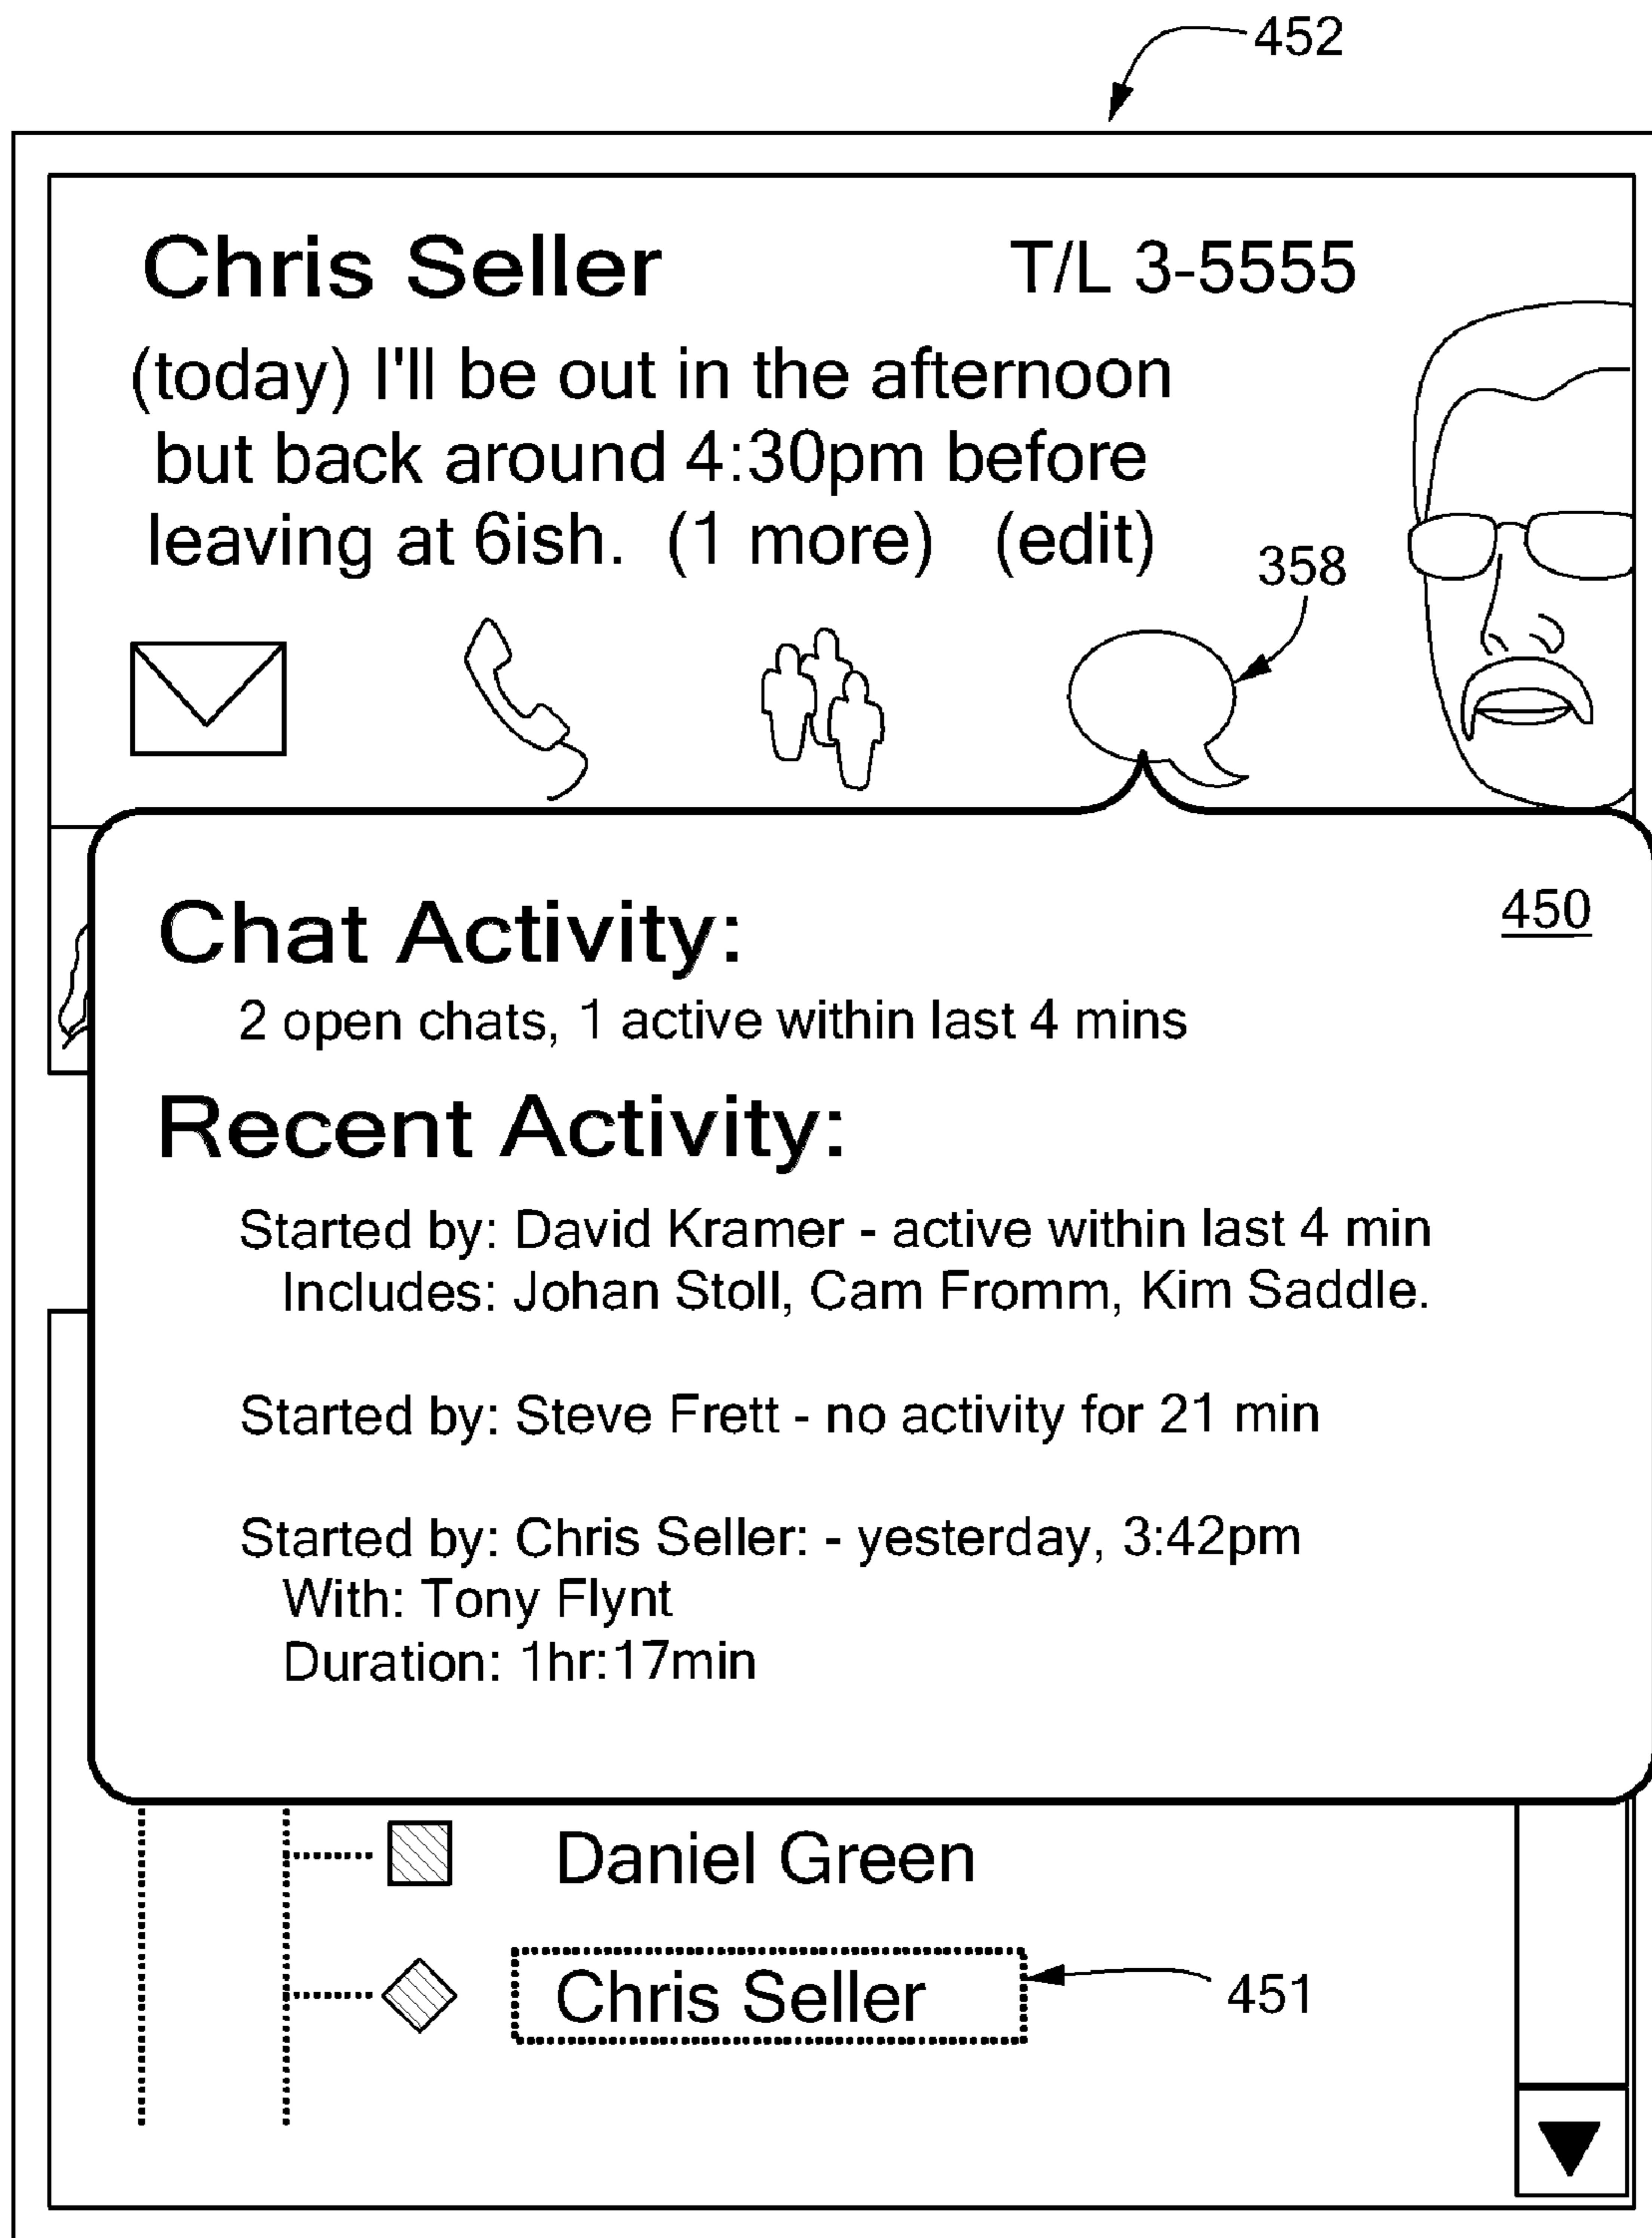 452
Chris Seller T/L 3-5555
(today) I'll be out in the afternoon
but back around 4:30pm before
leaving at 6ish. (1 more) (edit)
358
450
Chat Activity:
2 open chats, 1 active within last 4 mins
Recent Activity:
Started by: David Kramer - active within last 4 min
Includes: Johan Stoll, Cam Fromm, Kim Saddle.
Started by: Steve Frett - no activity for 21 min
Started by: Chris Seller: - yesterday, 3:42pm
With: Tony Flynt
Duration: 1hr:17min
Daniel Green
Chris Seller
451